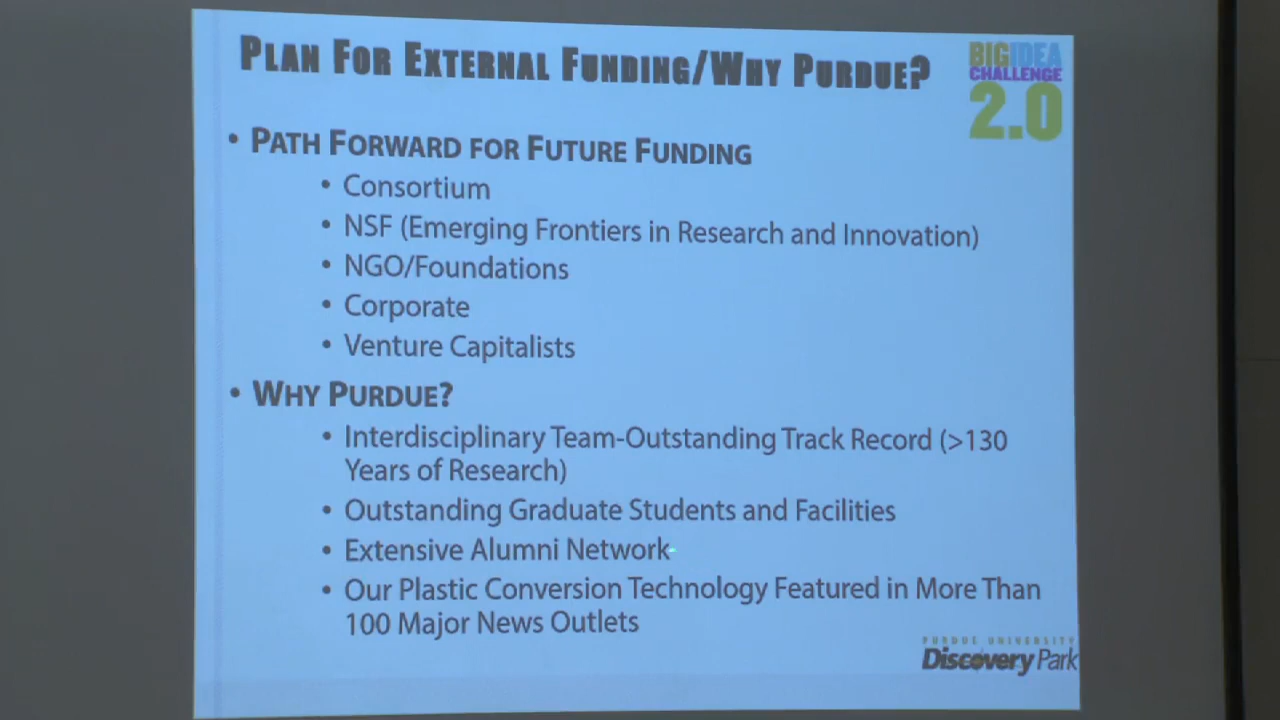 PLAN FOR EXTERNAL FUNDING/WHY PURDUE?
BIGIDEA
CHALLENGE
2.0
• PATH FORWARD FOR FUTURE FUNDING
• Consortium
• NSF (Emerging Frontiers in Research and Innovation)
• NGO/Foundations
• Corporate
• Venture Capitalists
• WHY PURDUE?
• Interdisciplinary Team-Outstanding Track Record (>130
Years of Research)
• Outstanding Graduate Students and Facilities
• Extensive Alumni Network
• Our Plastic Conversion Technology Featured in More Than
100 Major News Outlets
PURDUE UNIVERSITY
Discovery Park